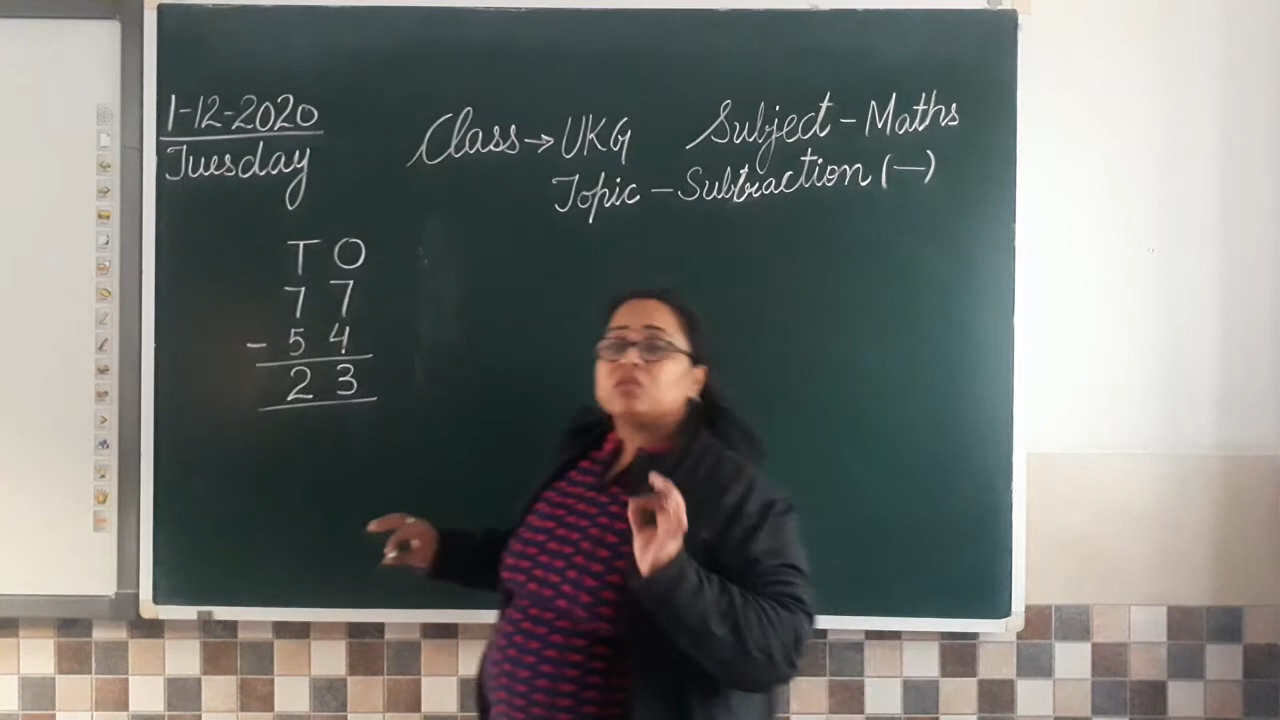 1-12-2020
Tuesday
Class → UKG Subject - Maths
Topic - Subtraction (-)
T O
7 7
- 5 4
2 3